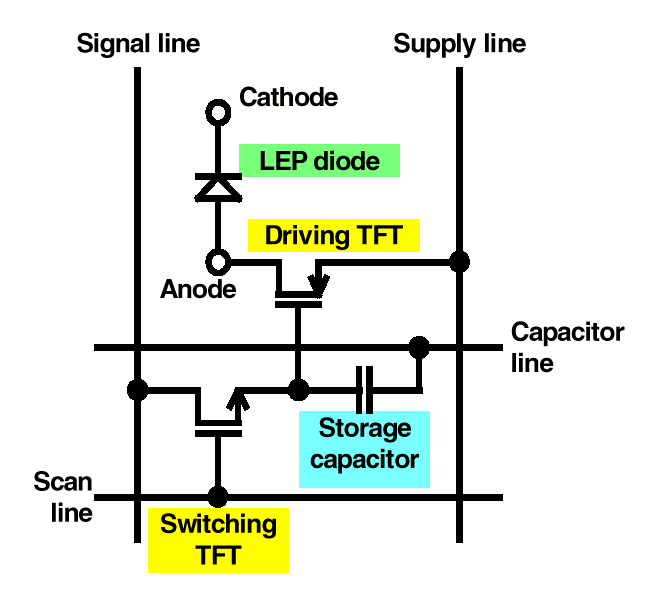 Signal line
Supply line
Cathode
LEP diode
Driving TFT
Anode
Capacitor
line
Storage
capacitor
Scan
line
Switching
TFT